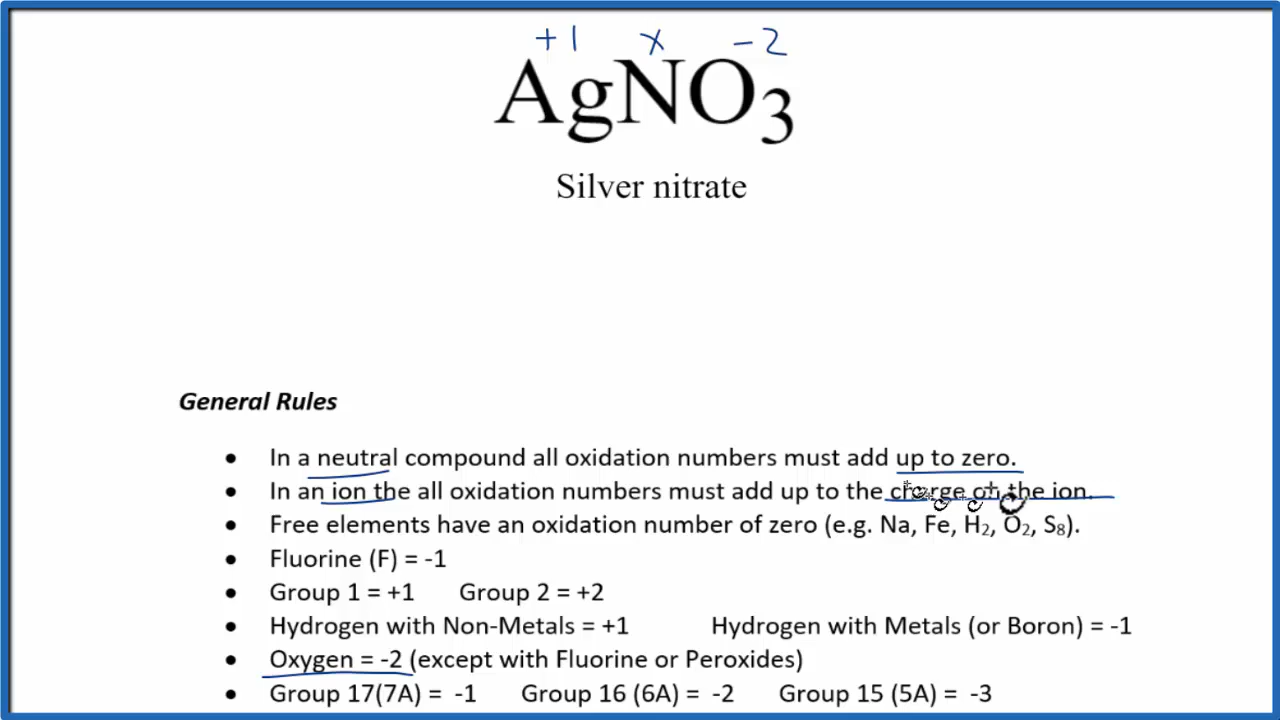 +1 x -2
AgNO3
Silver nitrate
General Rules
• In a neutral compound all oxidation numbers must add up to zero.
• In an ion the all oxidation numbers must add up to the charge on the ion.
• Free elements have an oxidation number of zero (e.g. Na, Fe, H2, O2, S8).
• Fluorine (F) = -1
• Group 1 = +1 Group 2 = +2
• Hydrogen with Non-Metals = +1 Hydrogen with Metals (or Boron) = -1
• Oxygen = -2 (except with Fluorine or Peroxides)
• Group 17(7A) = -1 Group 16 (6A) = -2 Group 15 (5A) = -3